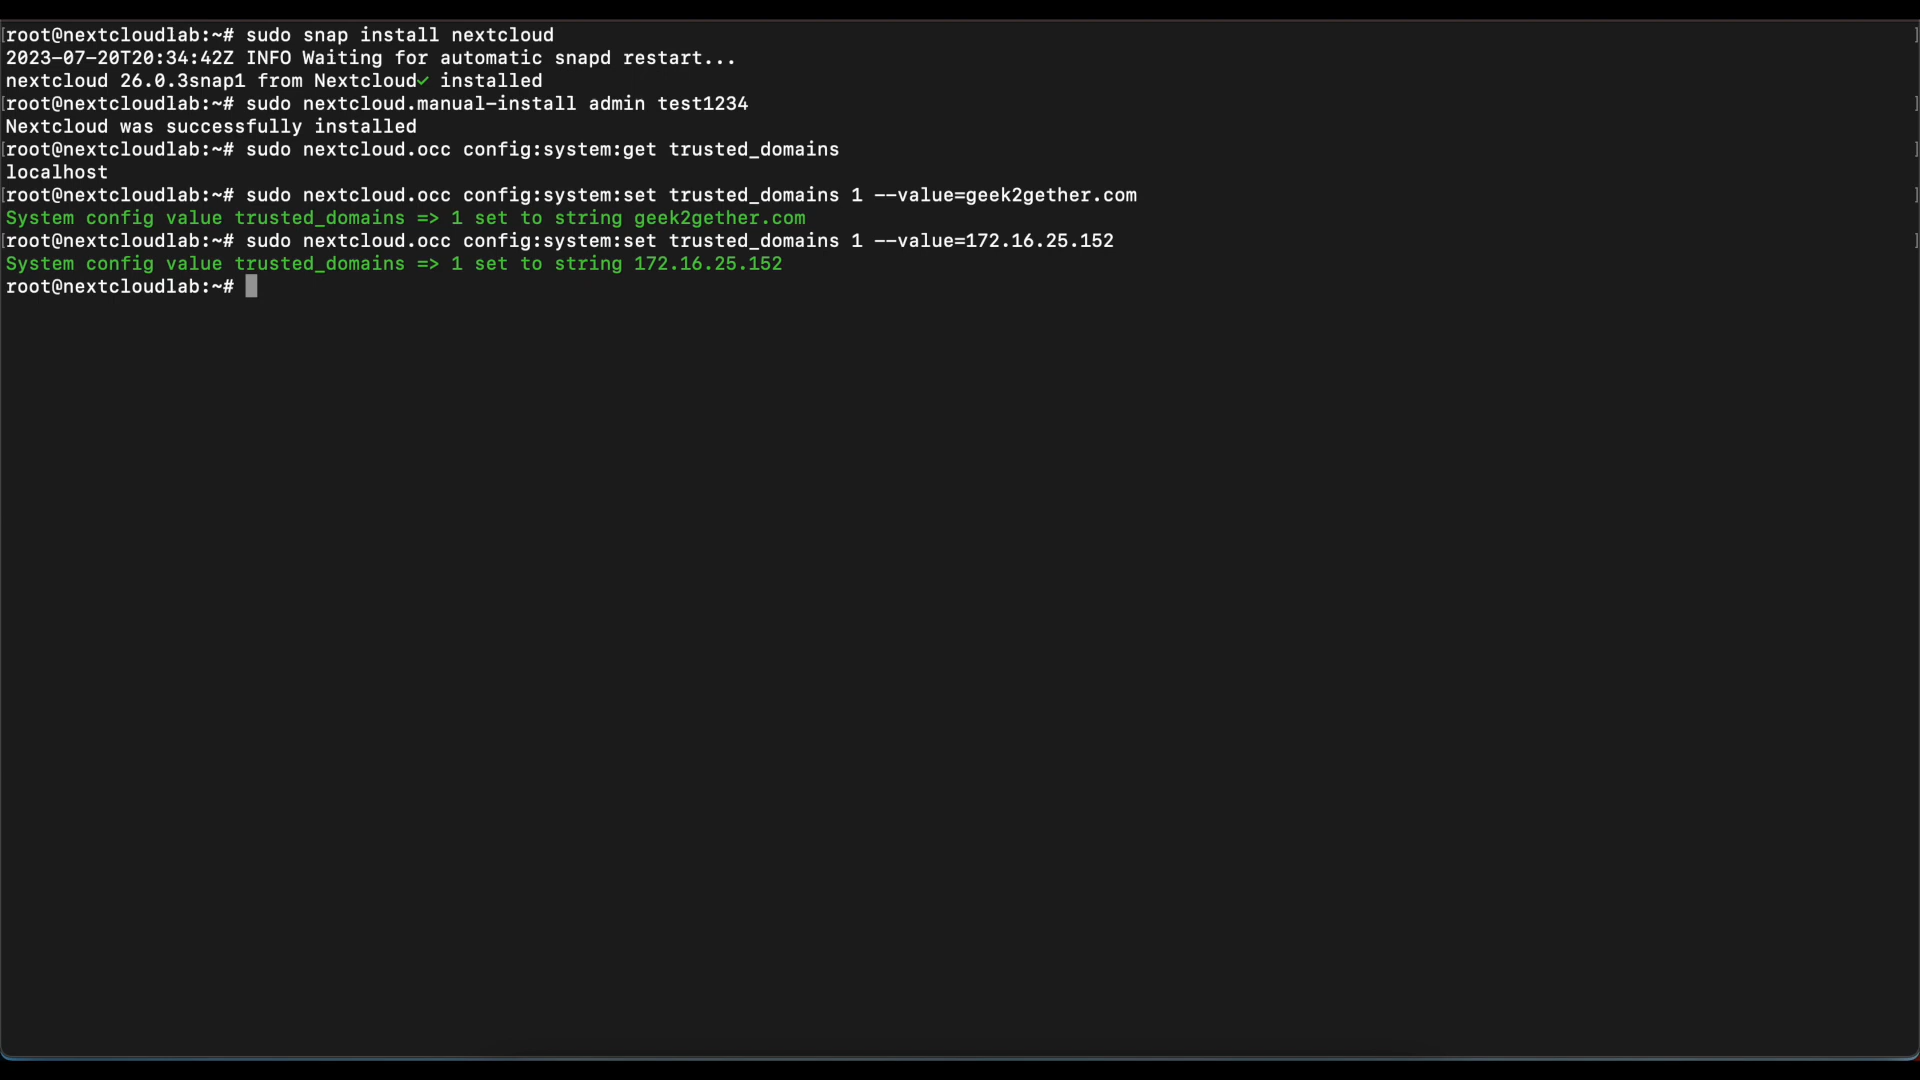 root@nextcloudlab:~# sudo snap install nextcloud
2023-07-20T20:34:42Z INFO Waiting for automatic snapd restart...
nextcloud 26.0.3snap1 from Nextcloud✓ installed
root@nextcloudlab:~# sudo nextcloud.manual-install admin test1234
Nextcloud was successfully installed
root@nextcloudlab:~# sudo nextcloud.occ config:system:get trusted_domains
localhost
root@nextcloudlab:~# sudo nextcloud.occ config:system:set trusted_domains 1 --value=geek2gether.com
System config value trusted_domains => 1 set to string geek2gether.com
root@nextcloudlab:~# sudo nextcloud.occ config:system:set trusted_domains 1 --value=172.16.25.152
System config value trusted_domains => 1 set to string 172.16.25.152
root@nextcloudlab:~#